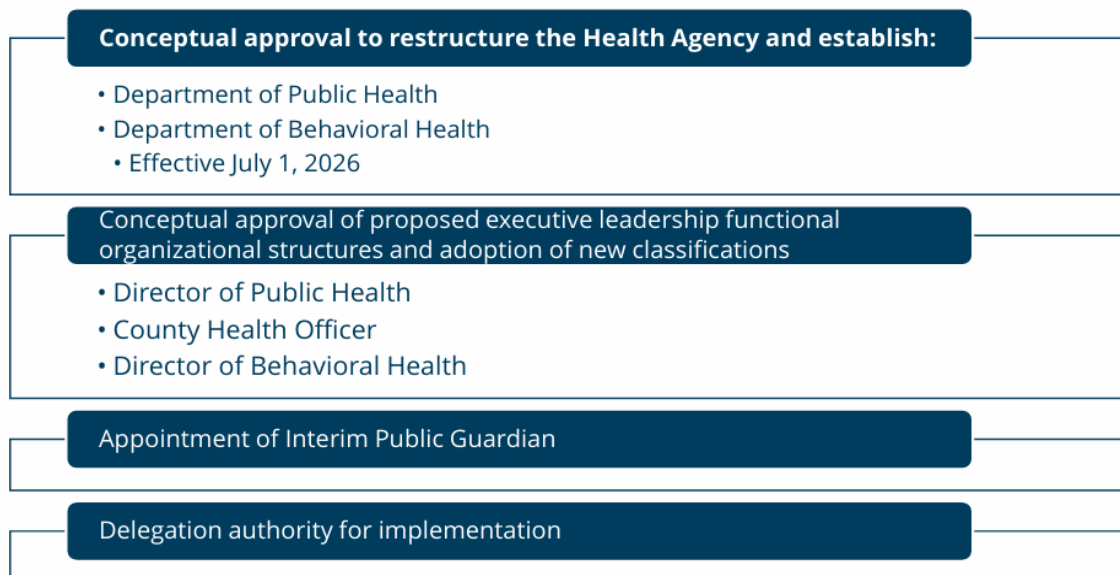 Conceptual approval to restructure the Health Agency and establish:
• Department of Public Health
• Department of Behavioral Health
• Effective July 1, 2026
Conceptual approval of proposed executive leadership functional
organizational structures and adoption of new classifications
• Director of Public Health
• County Health Officer
• Director of Behavioral Health
Appointment of Interim Public Guardian
Delegation authority for implementation